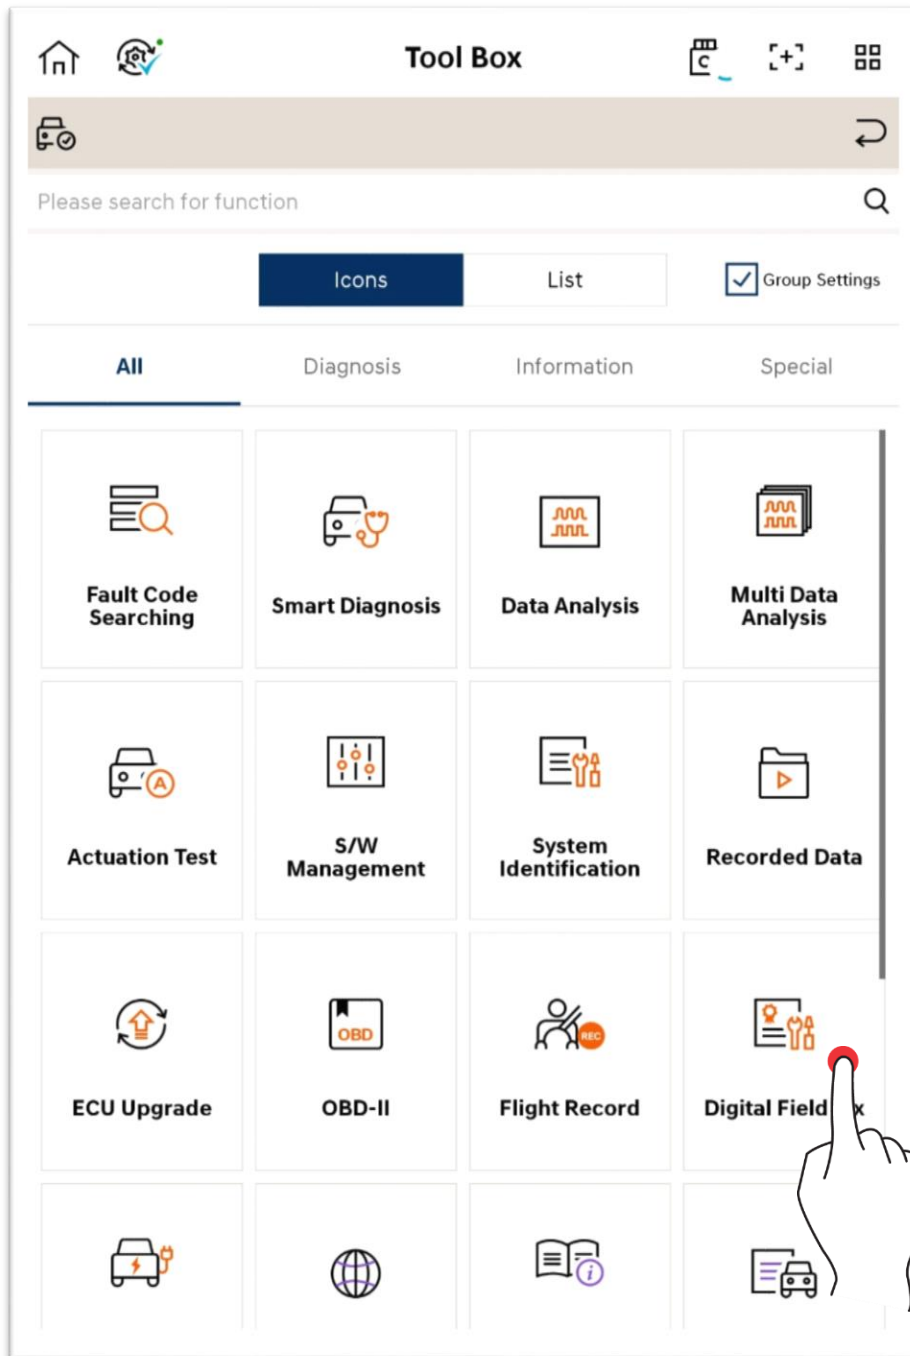 Tool Box
C
Please search for function
Icons
List
Group Settings
All
Diagnosis
Information
Special
Fault Code
Searching
Smart Diagnosis
Data Analysis
Multi Data
Analysis
A
Actuation Test
S/W
Management
System
Identification
Recorded Data
ECU Upgrade
OBD
OBD-II
REC
Flight Record
Digital Field
i